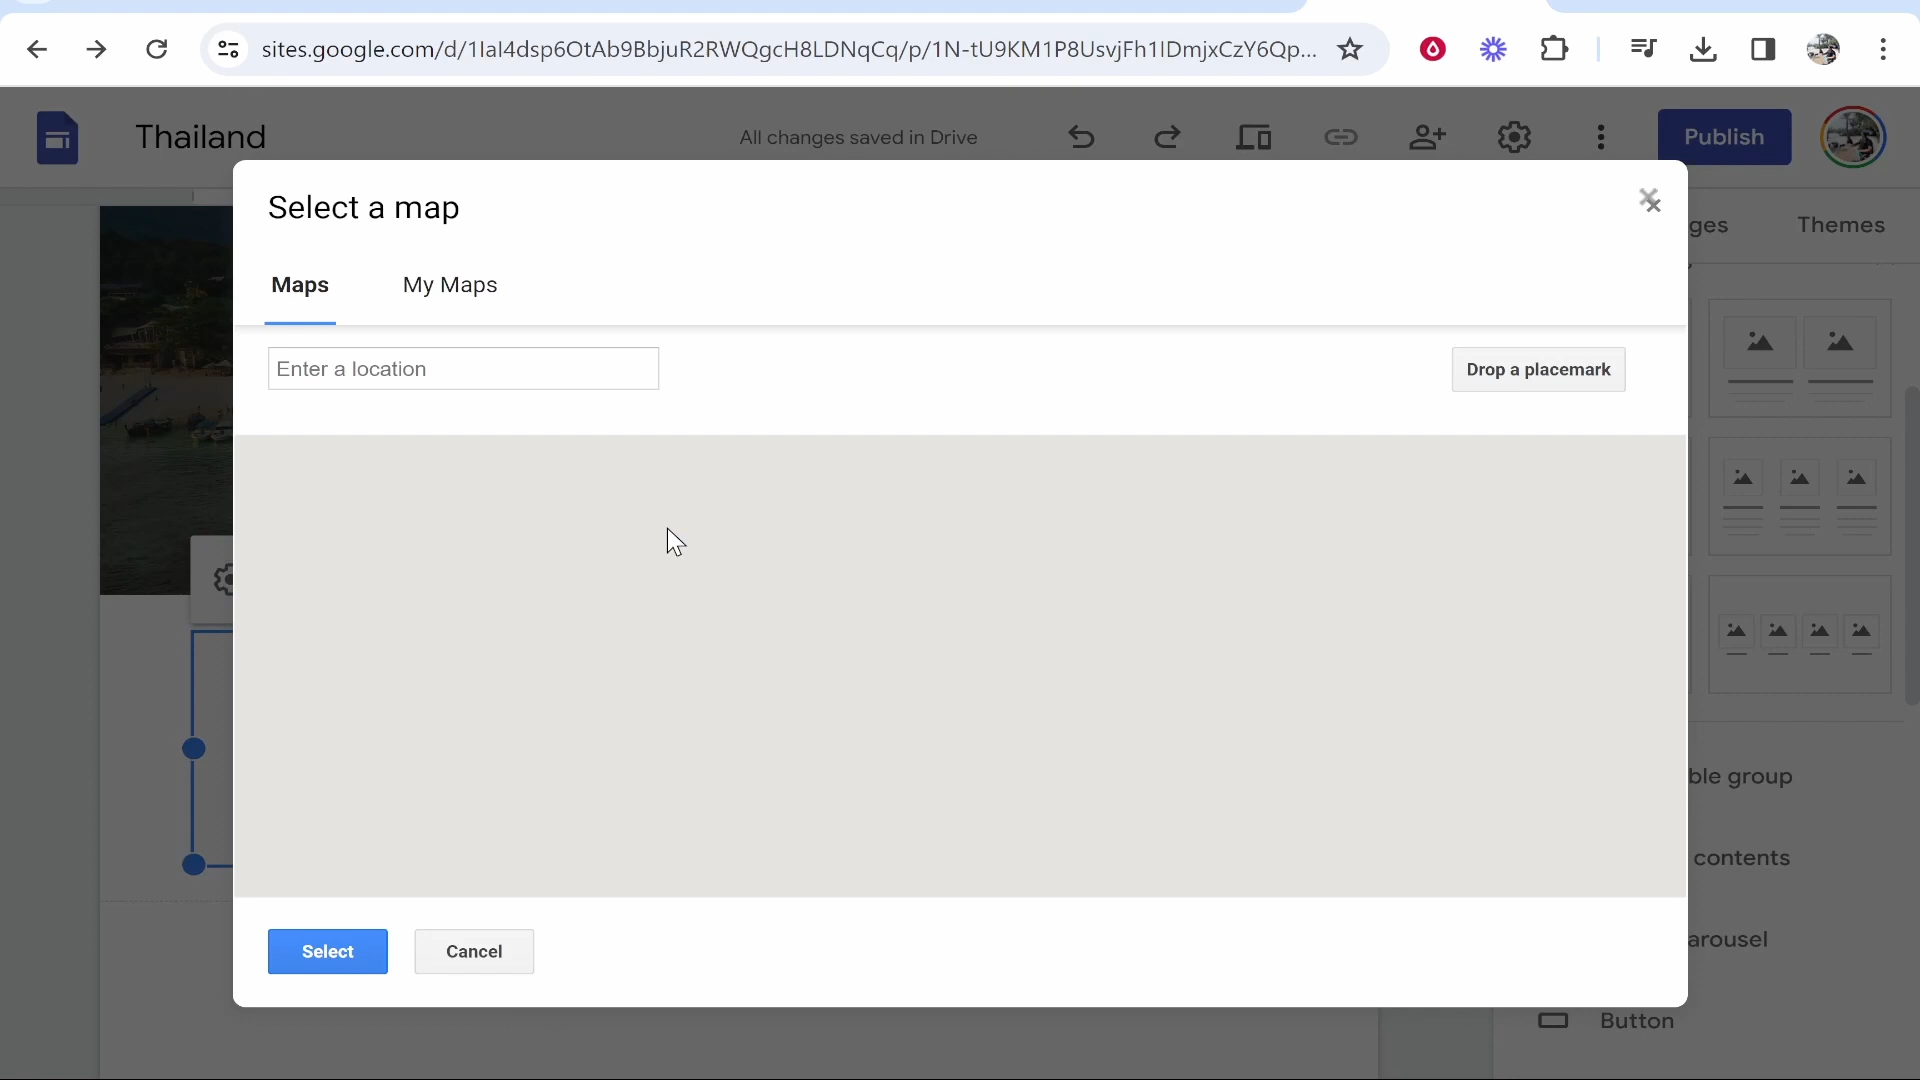 sites.google.com/d/1Ial4dsp6OtAb9BbjuR2RWQgcH8LDNqCq/p/1N-tU9KM1P8UsvjFh1IDmjxCzY6Qp...
Thailand
All changes saved in Drive
Publish
Select a map
ges
Themes
Maps
My Maps
Enter a location
Drop a placemark
ble group
contents
arousel
Select
Cancel
Button